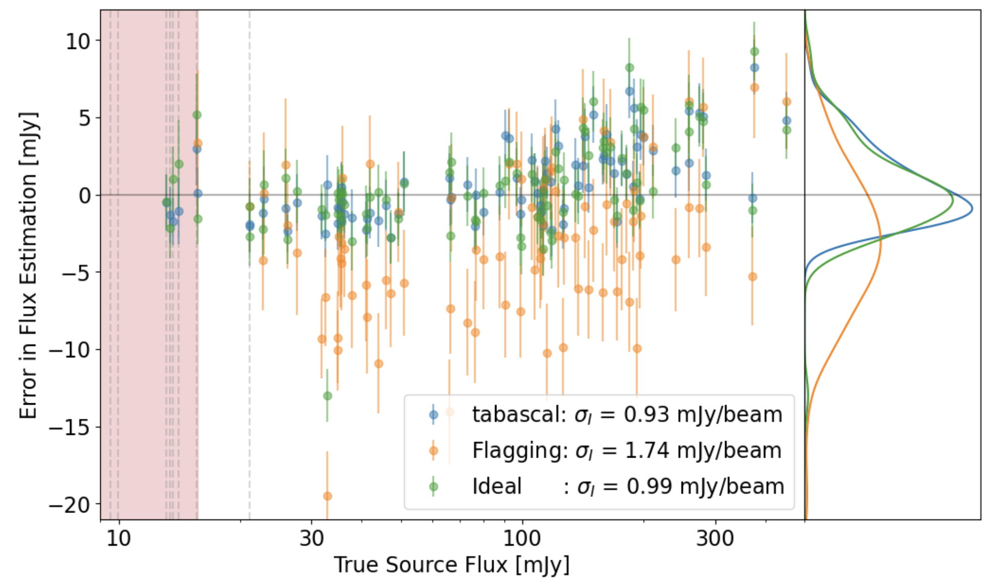 10
5
0
−5
−10
−15
−20
Error in Flux Estimation [mJy]
tabascal: σI = 0.93 mJy/beam
Flagging: σI = 1.74 mJy/beam
Ideal : σI = 0.99 mJy/beam
10 30 100 300
True Source Flux [mJy]